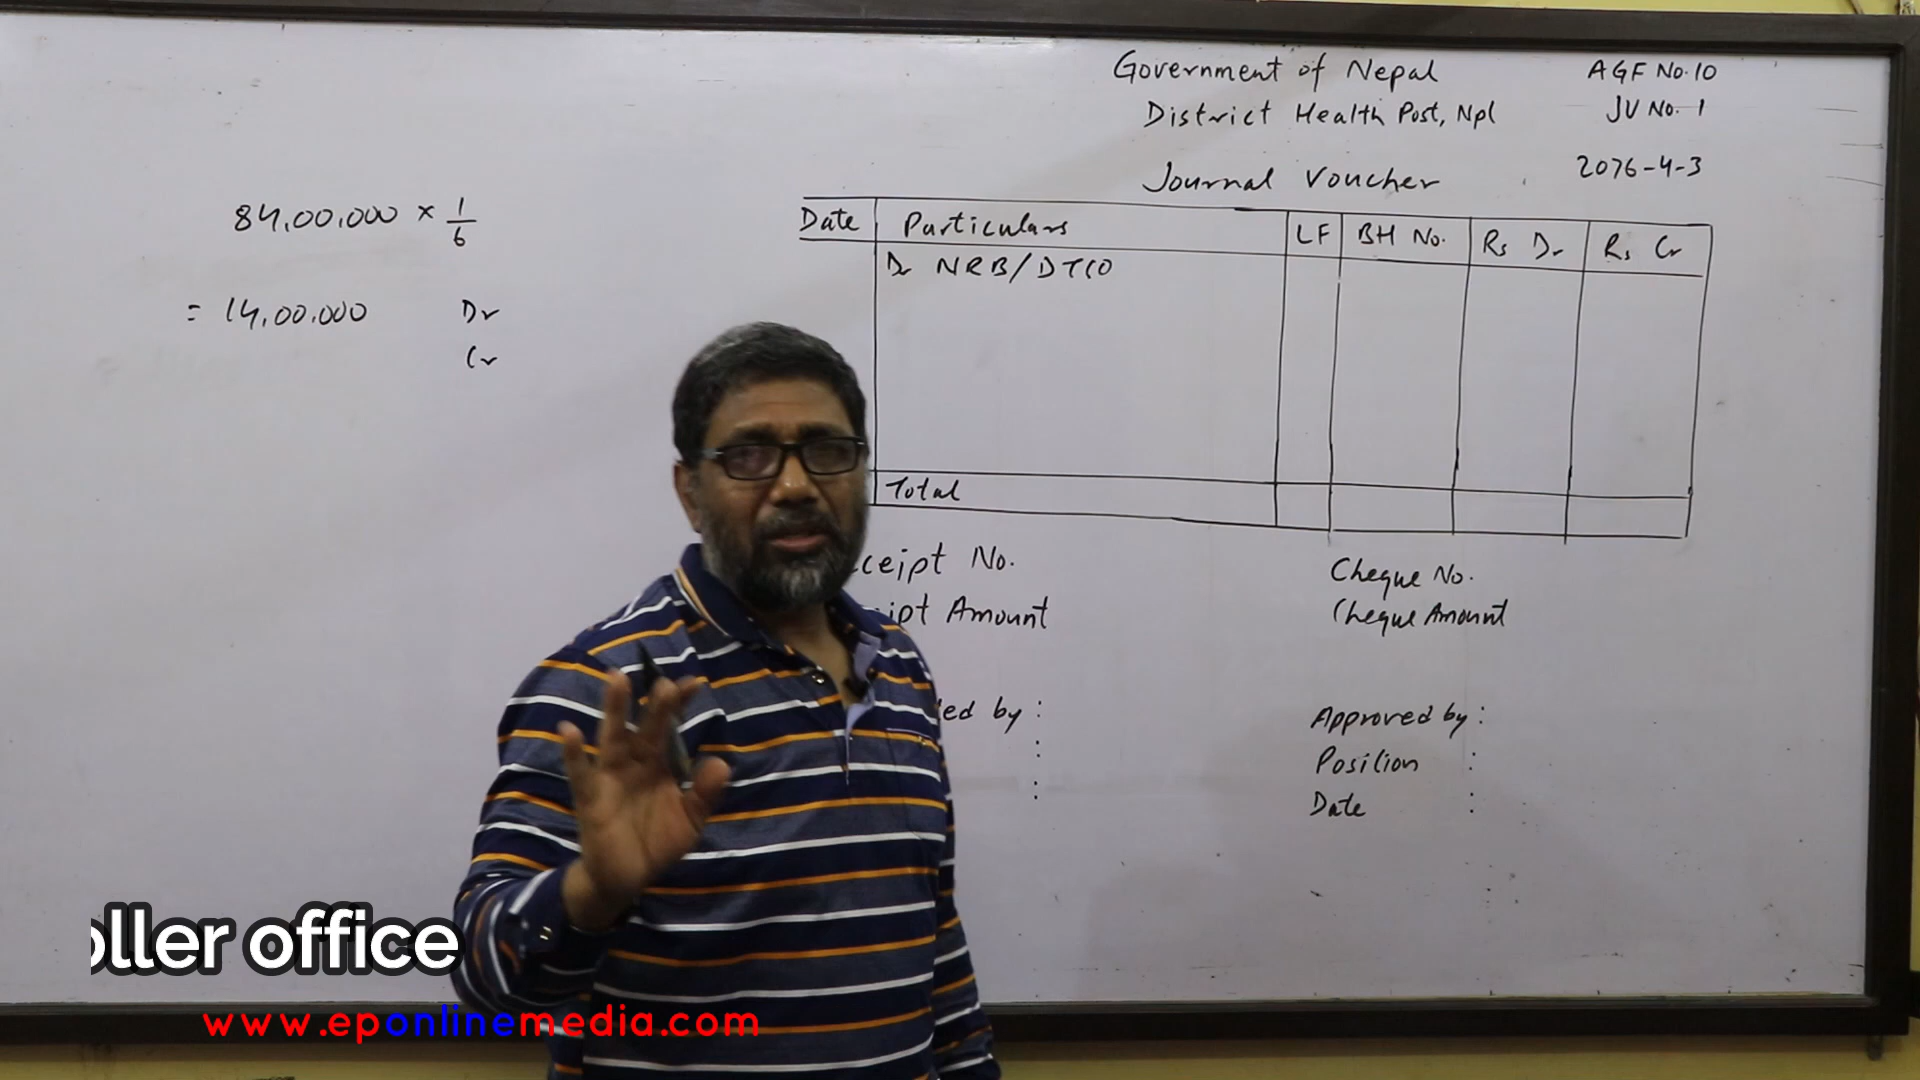 Government of Nepal AGF No. 10
District Health Post, Npl JV No. 1
Journal Voucher 2076-4-3
84,00,000 × 1/6
= 14,00,000 Dr
Cr
Date Particulars LF BH No. Rs Dr Rs Cr
Dr NRB/DTCO
Total
ceipt No. Cheque No.
ipt Amount Cheque Amount
ed by : Approved by :
: Position :
: Date :
oller office
www.eponlinemedia.com